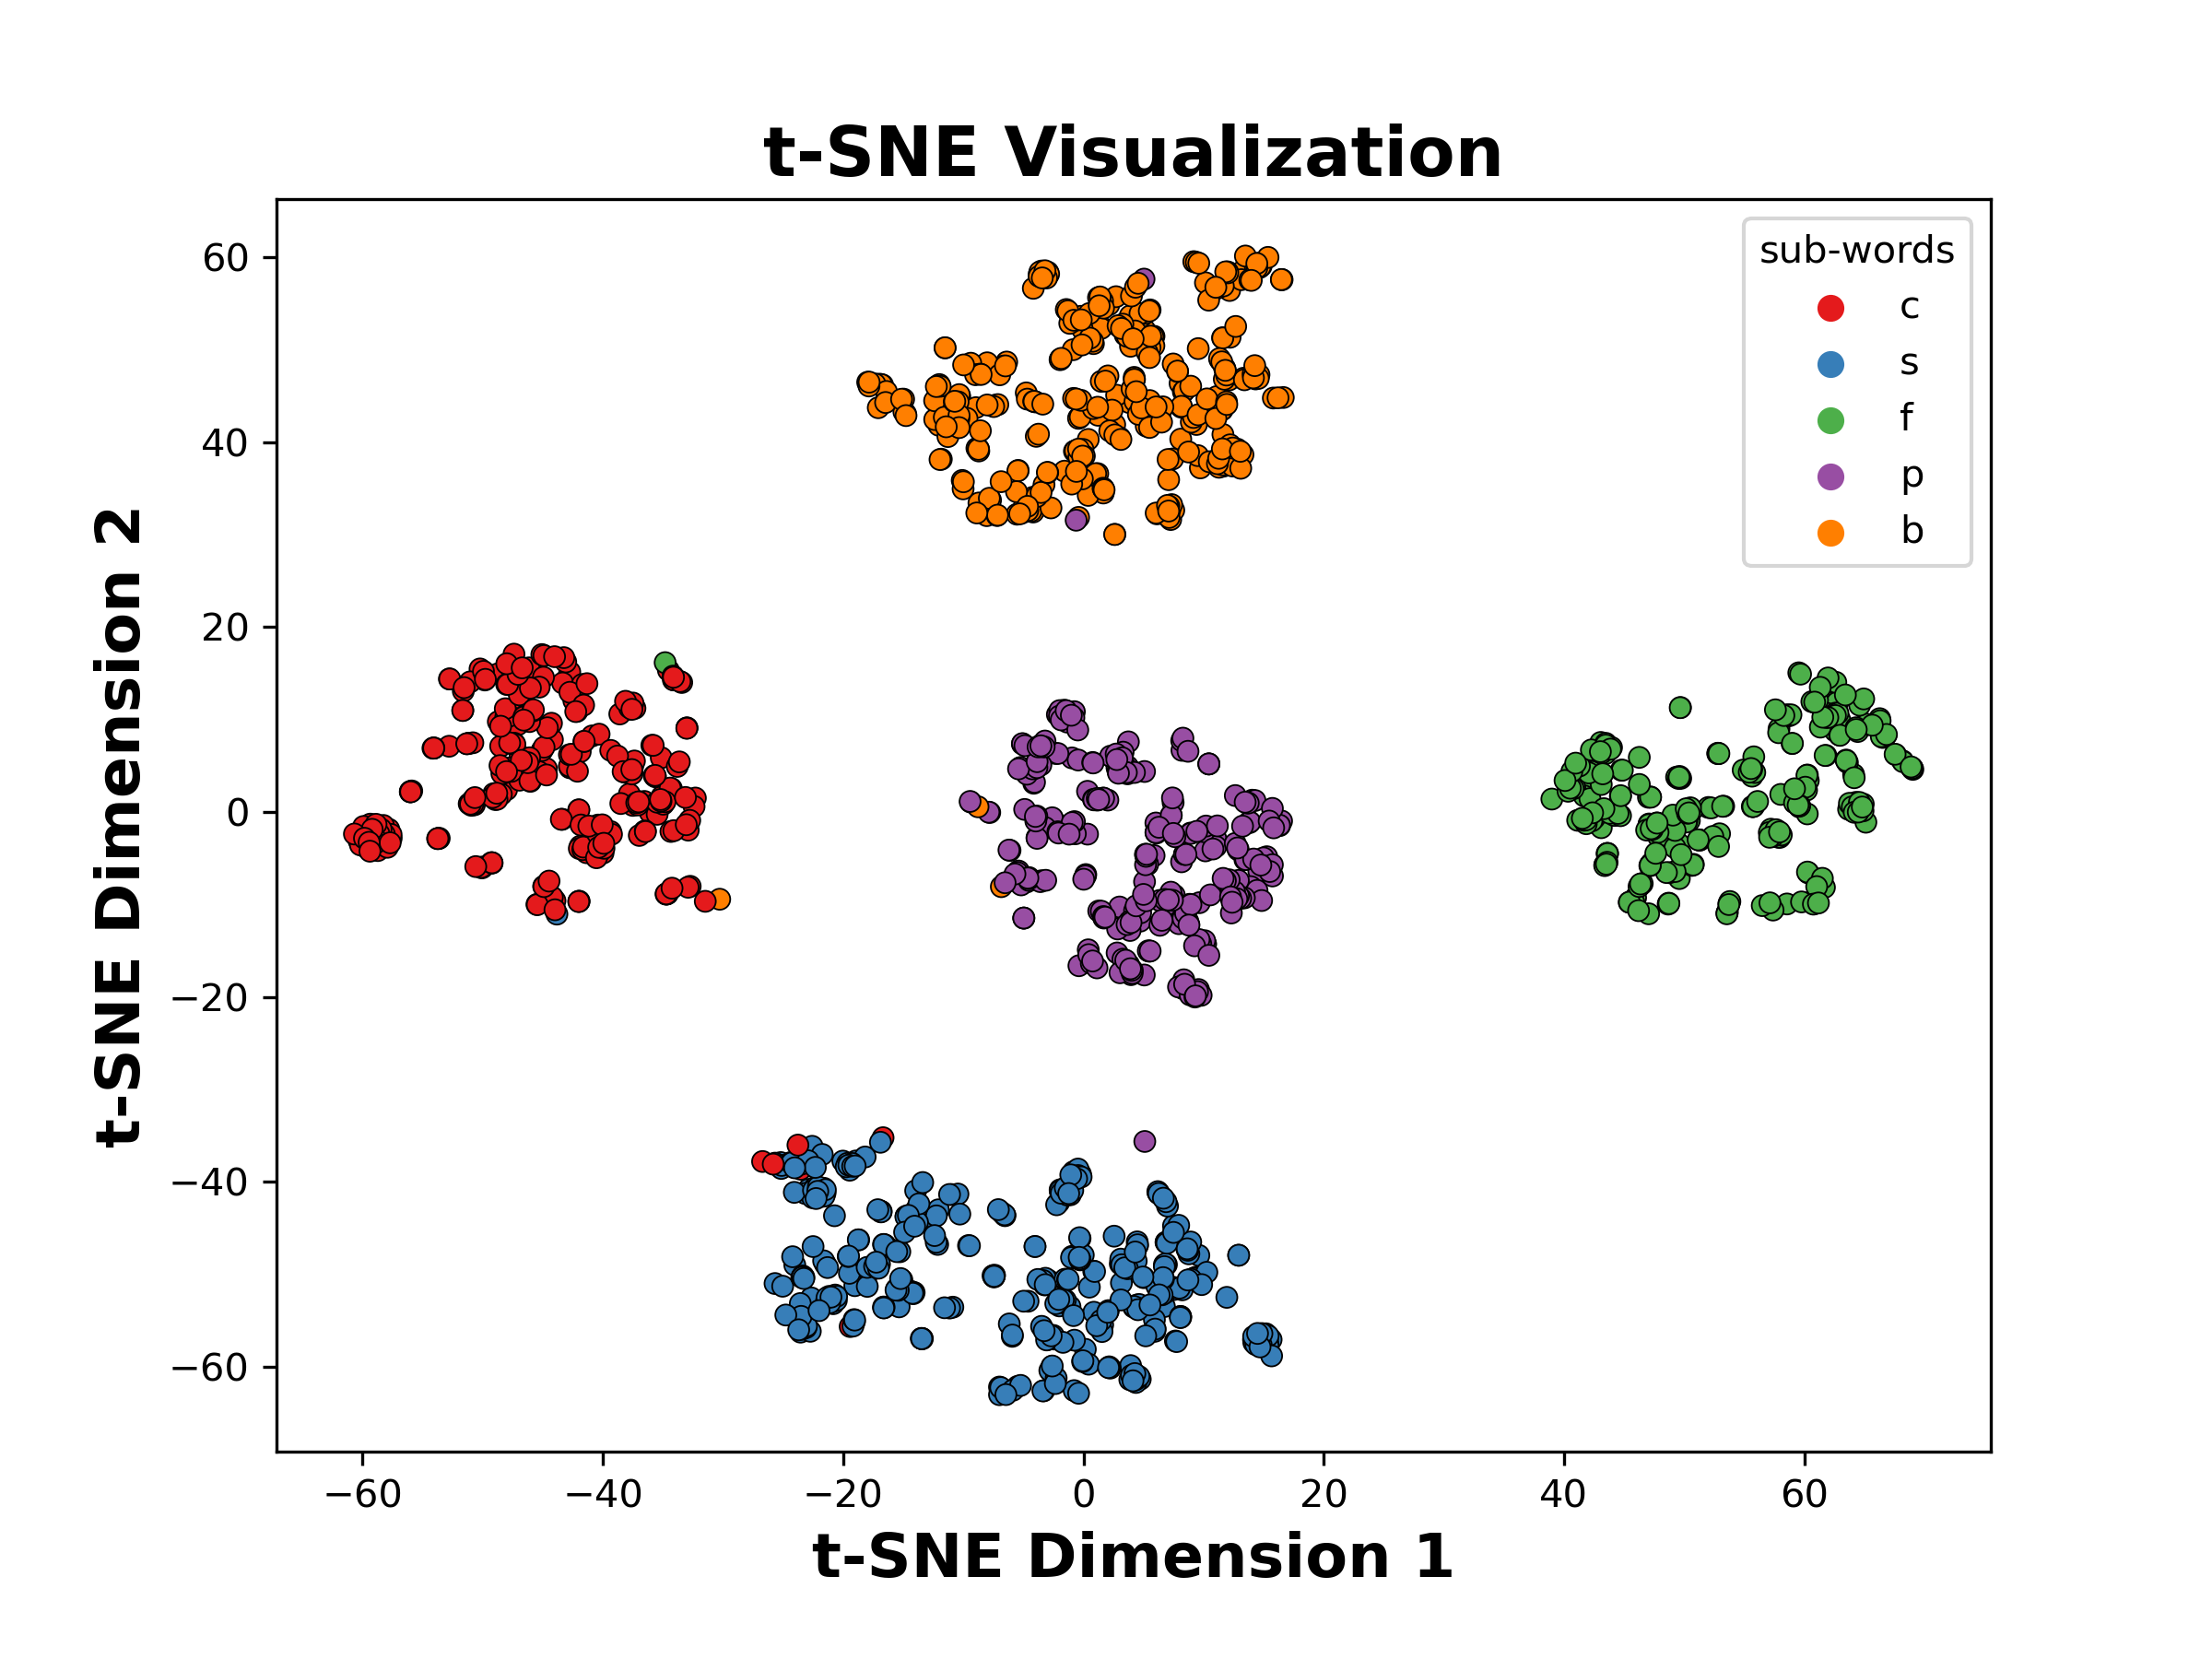 t-SNE Visualization
sub-words
c
s
f
p
b
60
40
20
0
−20
−40
−60
t-SNE Dimension 2
−60 −40 −20 0 20 40 60
t-SNE Dimension 1